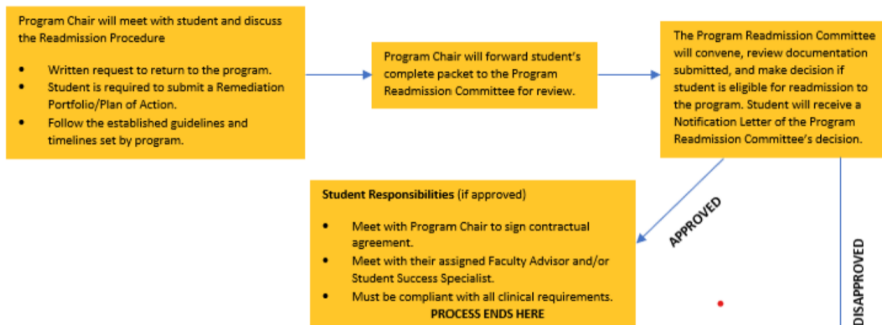 Program Chair will meet with student and discuss
the Readmission Procedure
• Written request to return to the program.
• Student is required to submit a Remediation
Portfolio/Plan of Action.
• Follow the established guidelines and
timelines set by program.
Program Chair will forward student's
complete packet to the Program
Readmission Committee for review.
The Program Readmission Committee
will convene, review documentation
submitted, and make decision if
student is eligible for readmission to
the program. Student will receive a
Notification Letter of the Program
Readmission Committee's decision.
APPROVED
DISAPPROVED
Student Responsibilities (if approved)
• Meet with Program Chair to sign contractual
agreement.
• Meet with their assigned Faculty Advisor and/or
Student Success Specialist.
• Must be compliant with all clinical requirements.
PROCESS ENDS HERE